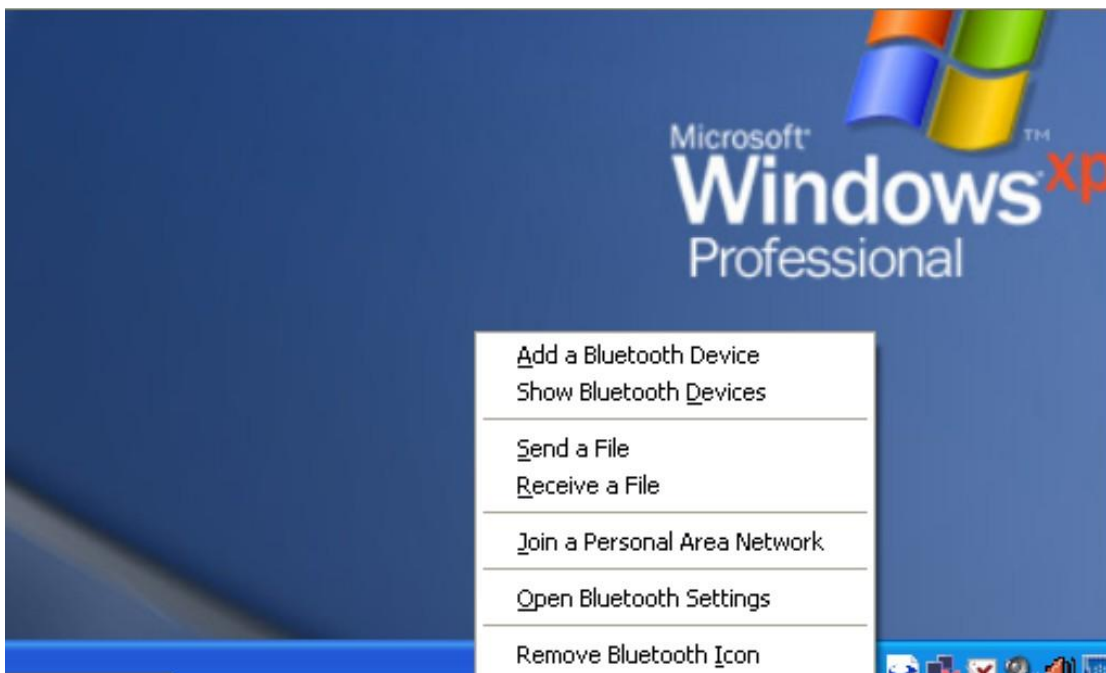 Microsoft®
Windows® xp
TM
Professional
Add a Bluetooth Device
Show Bluetooth Devices
Send a File
Receive a File
Join a Personal Area Network
Open Bluetooth Settings
Remove Bluetooth Icon